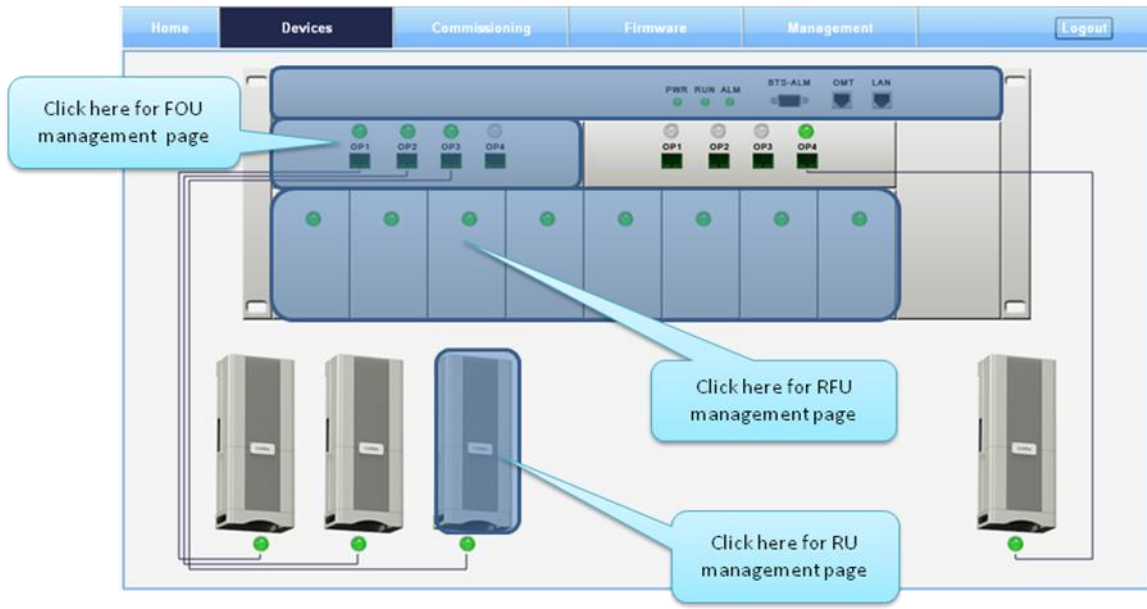 Home Devices Commissioning Firmware Management Logout
PWR RUN ALM BTS-ALM OMT LAN
Click here for FOU
management page
OP1 OP2 OP3 OP4 OP1 OP2 OP3 OP4
Click here for RFU
management page
Click here for RU
management page